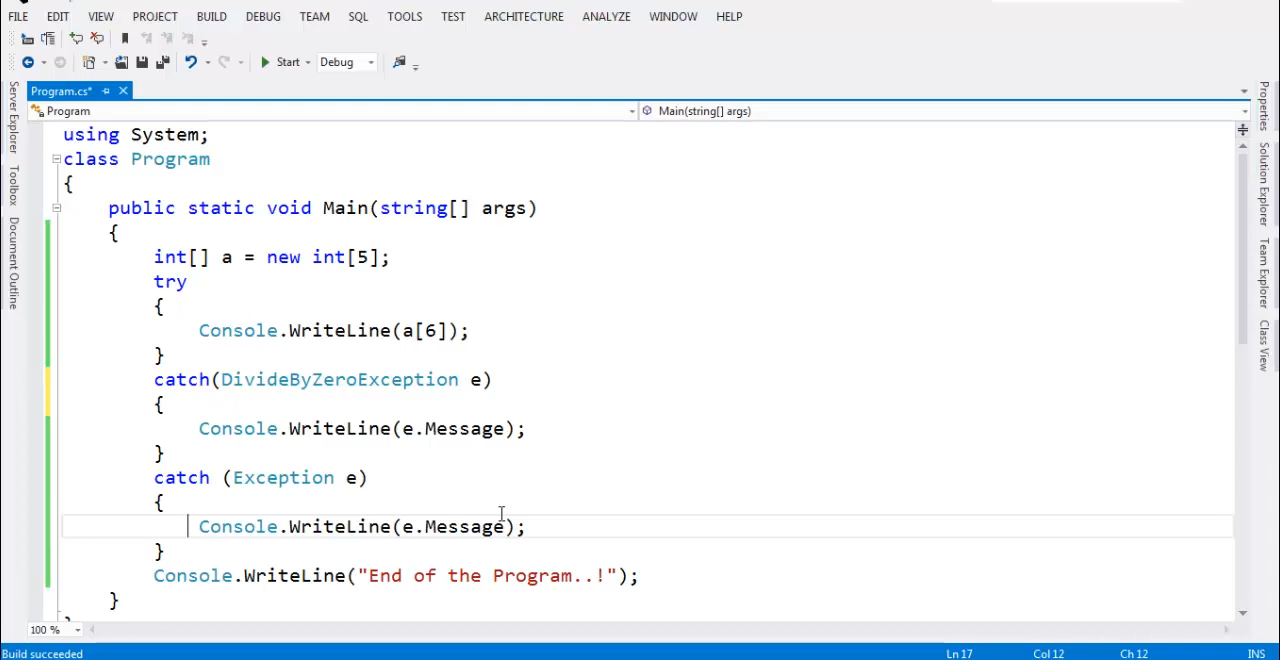 FILE EDIT VIEW PROJECT BUILD DEBUG TEAM SQL TOOLS TEST ARCHITECTURE ANALYZE WINDOW HELP
Start Debug
Program.cs*
Program Main(string[] args)
using System;
class Program
{
public static void Main(string[] args)
{
int[] a = new int[5];
try
{
Console.WriteLine(a[6]);
}
catch(DivideByZeroException e)
{
Console.WriteLine(e.Message);
}
catch (Exception e)
{
Console.WriteLine(e.Message);
}
Console.WriteLine("End of the Program..!");
}
100 %
Build succeeded Ln 17 Col 12 Ch 12 INS
Server Explorer
Toolbox
Document Outline
Properties
Solution Explorer
Team Explorer
Class View